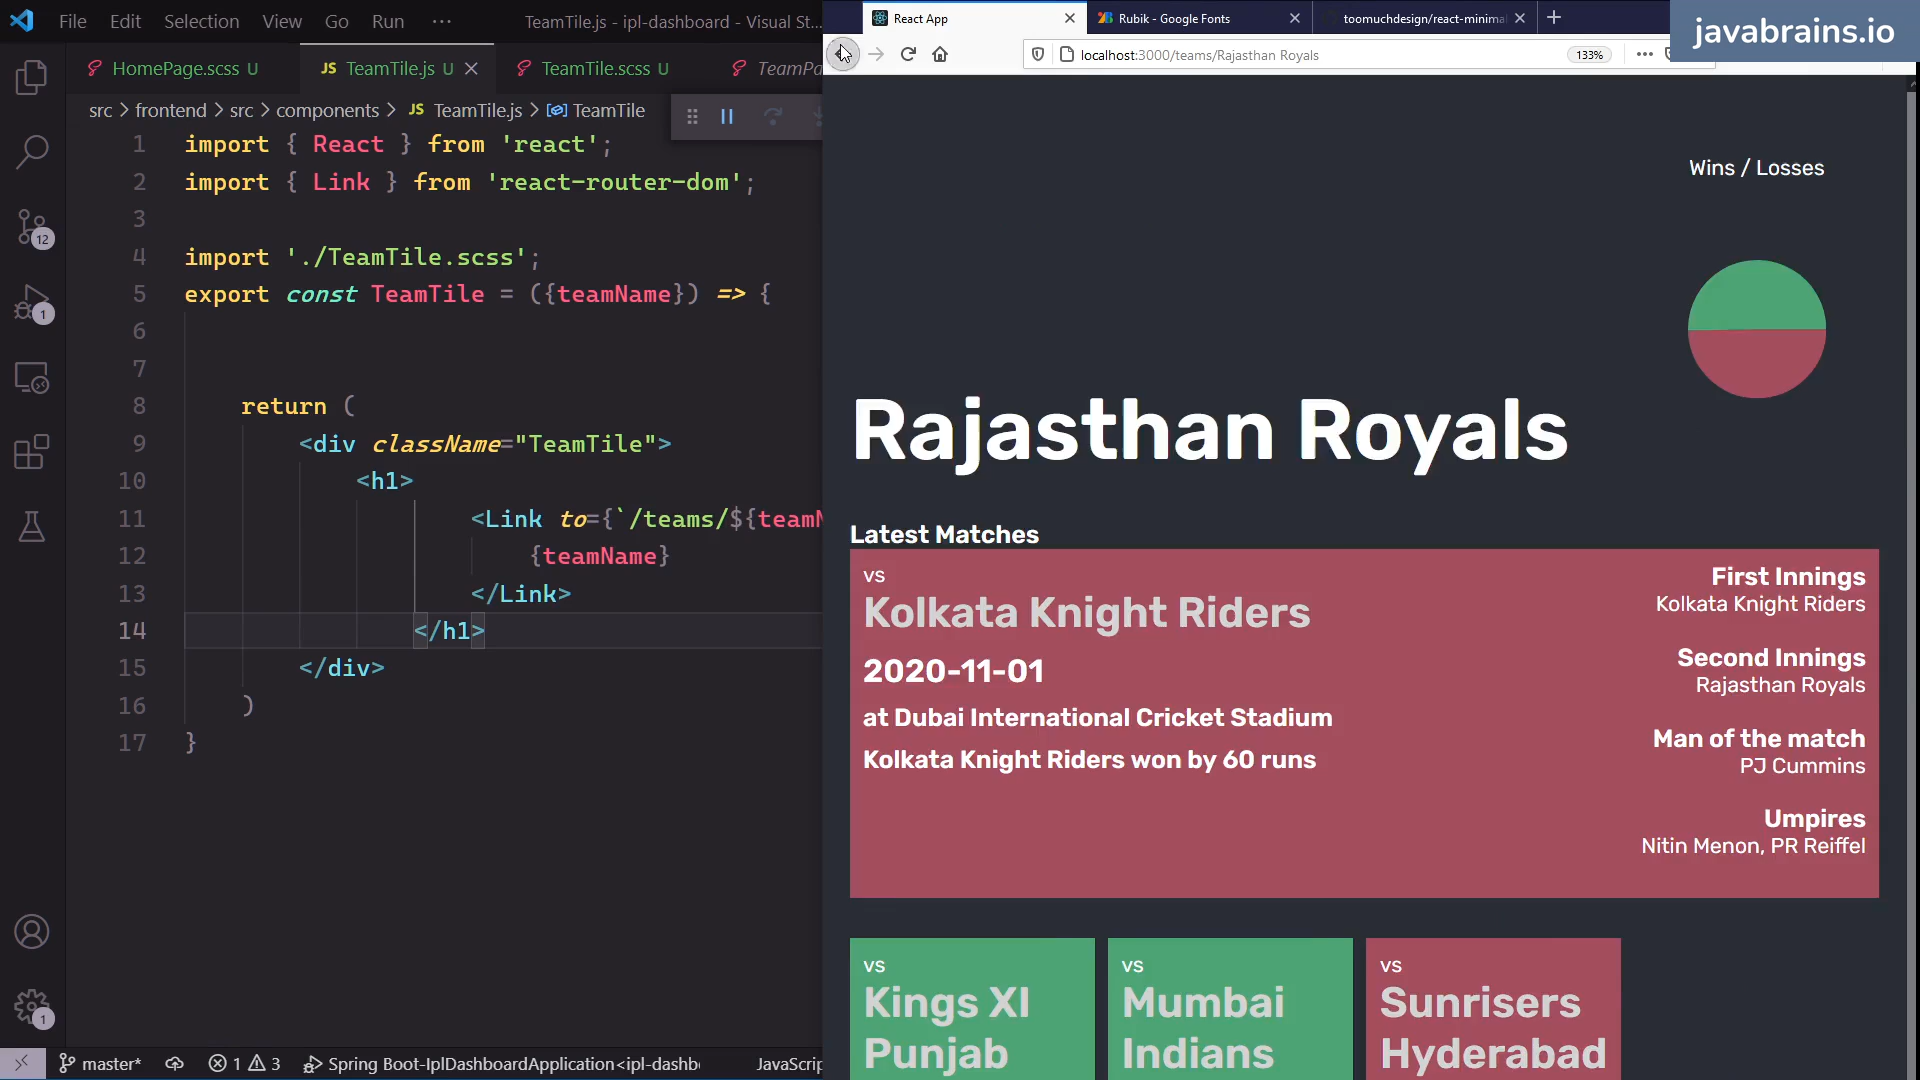 File Edit Selection View Go Run ··· TeamTile.js - ipl-dashboard - Visual St...
HomePage.scss U
JS TeamTile.js U
TeamTile.scss U
TeamPa
src > frontend > src > components > JS TeamTile.js > TeamTile
1 import { React } from 'react';
2 import { Link } from 'react-router-dom';
3
4 import './TeamTile.scss';
5 export const TeamTile = ({teamName}) => {
6
7
8 return (
9 <div className="TeamTile">
10 <h1>
11 <Link to={`/teams/${teamN
12 {teamName}
13 </Link>
14 </h1>
15 </div>
16 )
17 }
12
1
1
master* 1 3 Spring Boot-IplDashboardApplication<ipl-dashb JavaScrip
React App
Rubik - Google Fonts
toomuchdesign/react-minima
javabrains.io
localhost:3000/teams/Rajasthan Royals
133%
Wins / Losses
Rajasthan Royals
Latest Matches
vs
Kolkata Knight Riders
2020-11-01
at Dubai International Cricket Stadium
Kolkata Knight Riders won by 60 runs
First Innings
Kolkata Knight Riders
Second Innings
Rajasthan Royals
Man of the match
PJ Cummins
Umpires
Nitin Menon, PR Reiffel
vs
Kings XI
Punjab
vs
Mumbai
Indians
vs
Sunrisers
Hyderabad